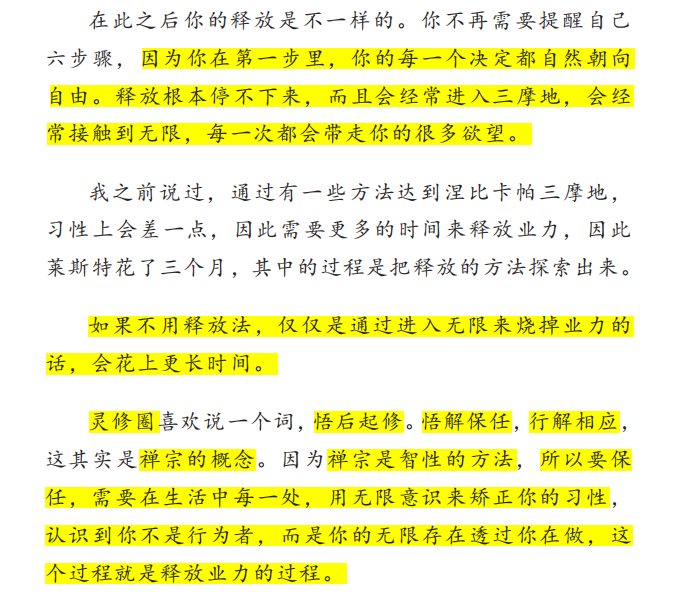 在此之后你的释放是不一样的。你不再需要提醒自己
六步骤，因为你在第一步里，你的每一个决定都自然朝向
自由。释放根本停不下来，而且会经常进入三摩地，会经
常接触到无限，每一次都会带走你的很多欲望。
我之前说过，通过有一些方法达到涅比卡帕三摩地，
习性上会差一点，因此需要更多的时间来释放业力，因此
莱斯特花了三个月，其中的过程是把释放的方法探索出来。
如果不用释放法，仅仅是通过进入无限来烧掉业力的
话，会花上更长时间。
灵修圈喜欢说一个词，悟后起修。悟解保任，行解相应，
这其实是禅宗的概念。因为禅宗是智性的方法，所以要保
任，需要在生活中每一处，用无限意识来矫正你的习性，
认识到你不是行为者，而是你的无限存在透过你在做，这
个过程就是释放业力的过程。